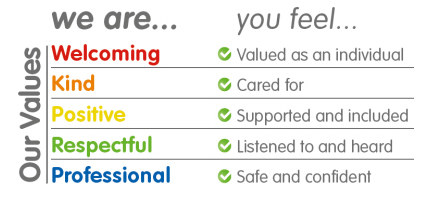 we are... you feel...
Our Values
Welcoming Valued as an individual
Kind Cared for
Positive Supported and included
Respectful Listened to and heard
Professional Safe and confident